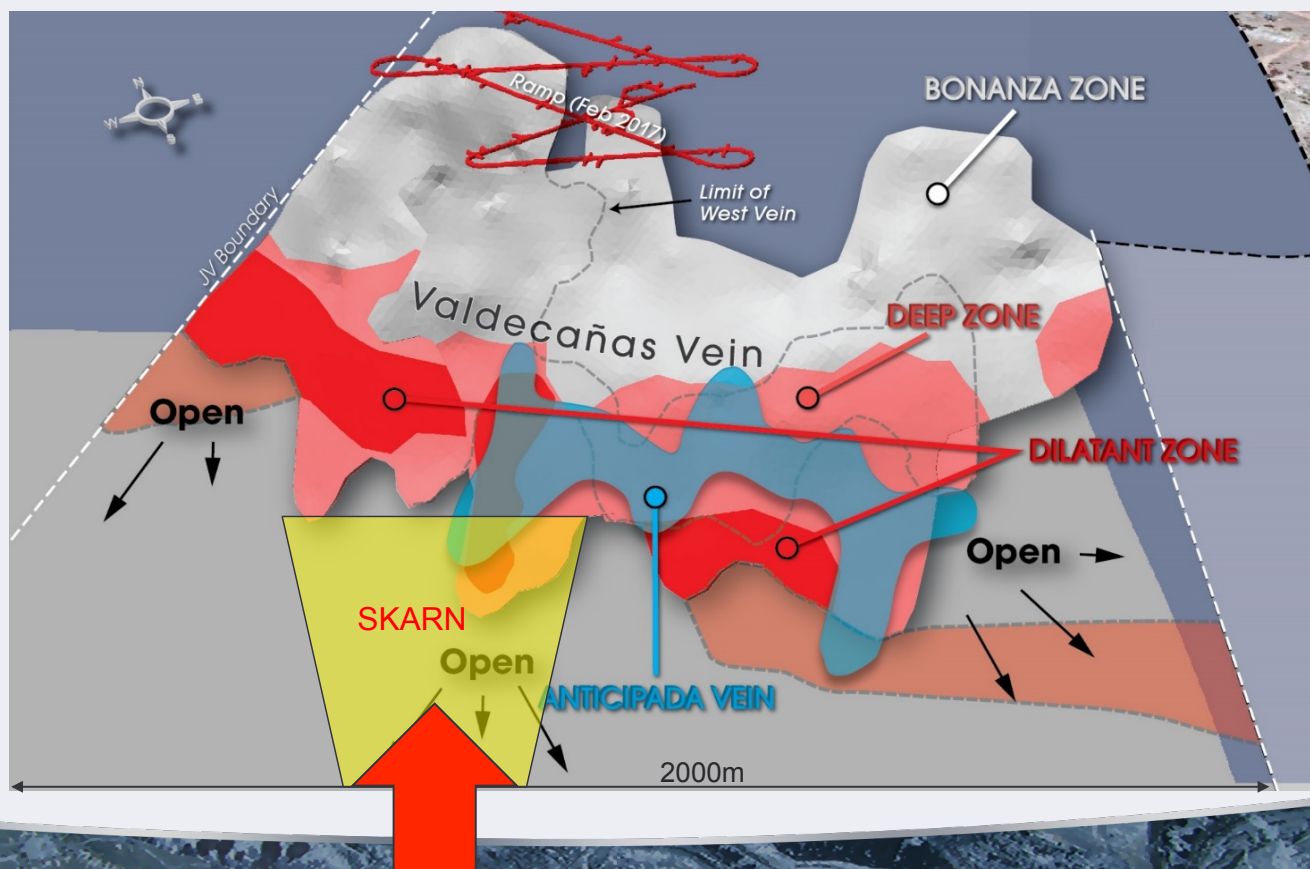 N
E
W
S
Ramp (Feb 2017)
BONANZA ZONE
Limit of
West Vein
JV Boundary
Valdecañas Vein
DEEP ZONE
Open
DILATANT ZONE
Open
SKARN
Open
ANTICIPADA VEIN
2000m